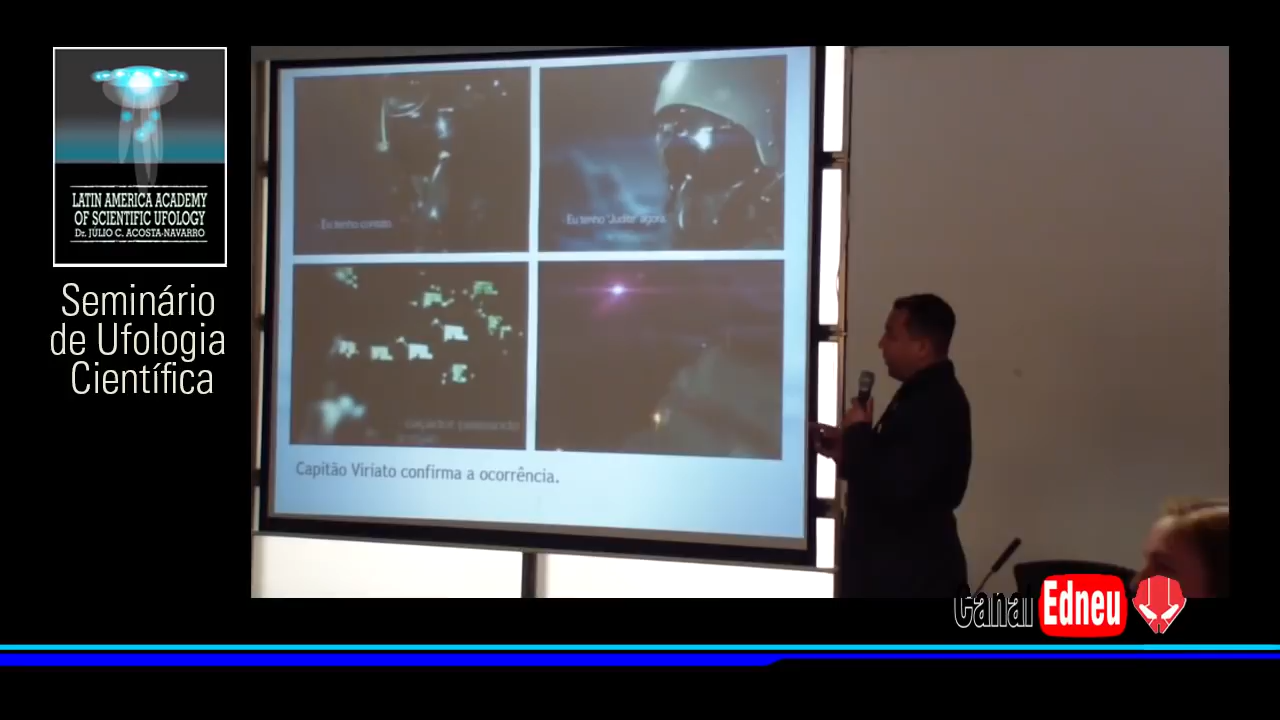 LATIN AMERICA ACADEMY
OF SCIENTIFIC UFOLOGY
Dr. JÚLIO C. ACOSTA-NAVARRO
Seminário
de Ufologia
Científica
Eu tenho contato.
- Eu tenho 'Judite' agora.
Capitão Viriato confirma a ocorrência.
Canal Edneu